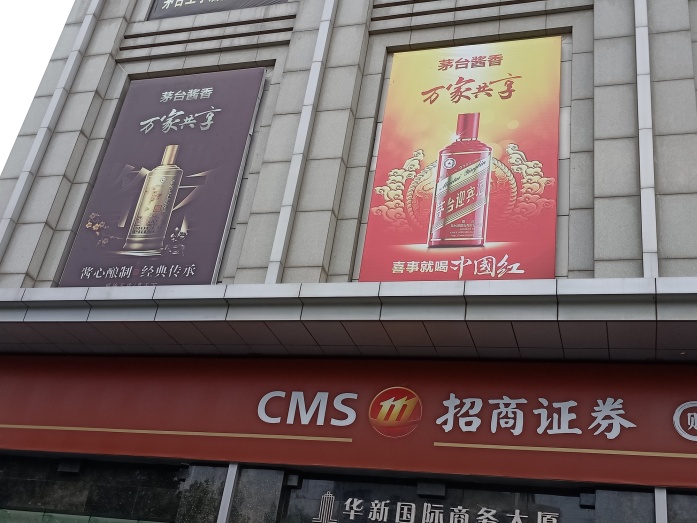 茅台酱香
万家共享
酱心酿制 经典传承
茅台酱香
万家共享
茅台迎宾酒
喜事就喝中國红
CMS 招商证券
华新国际商务大厦